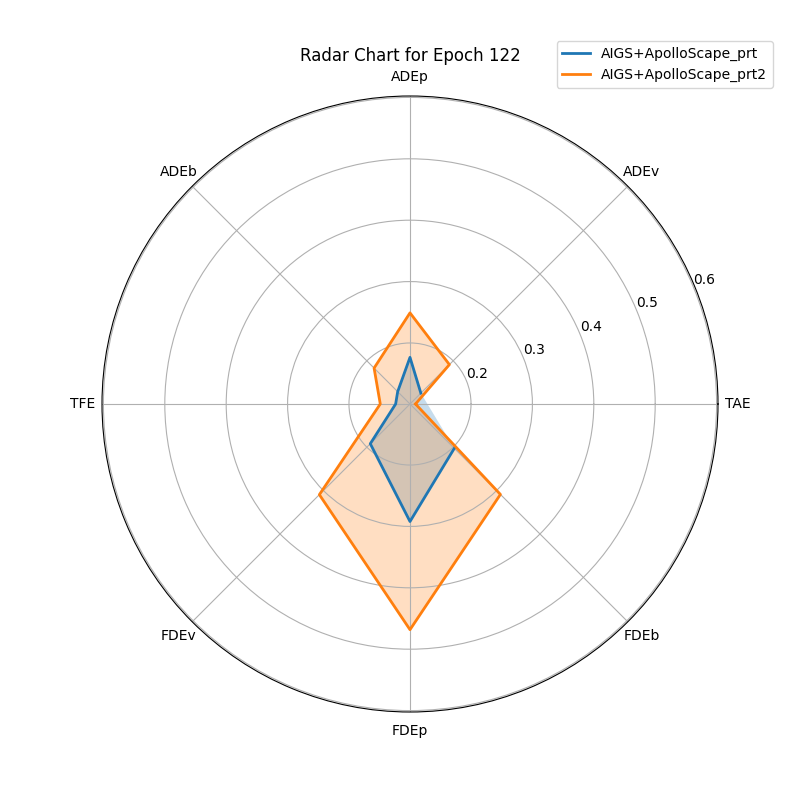 Radar Chart for Epoch 122
AIGS+ApolloScape_prt
AIGS+ApolloScape_prt2
ADEp
ADEb
ADEv
0.6
0.5
0.4
0.3
0.2
TFE
TAE
FDEv
FDEb
FDEp